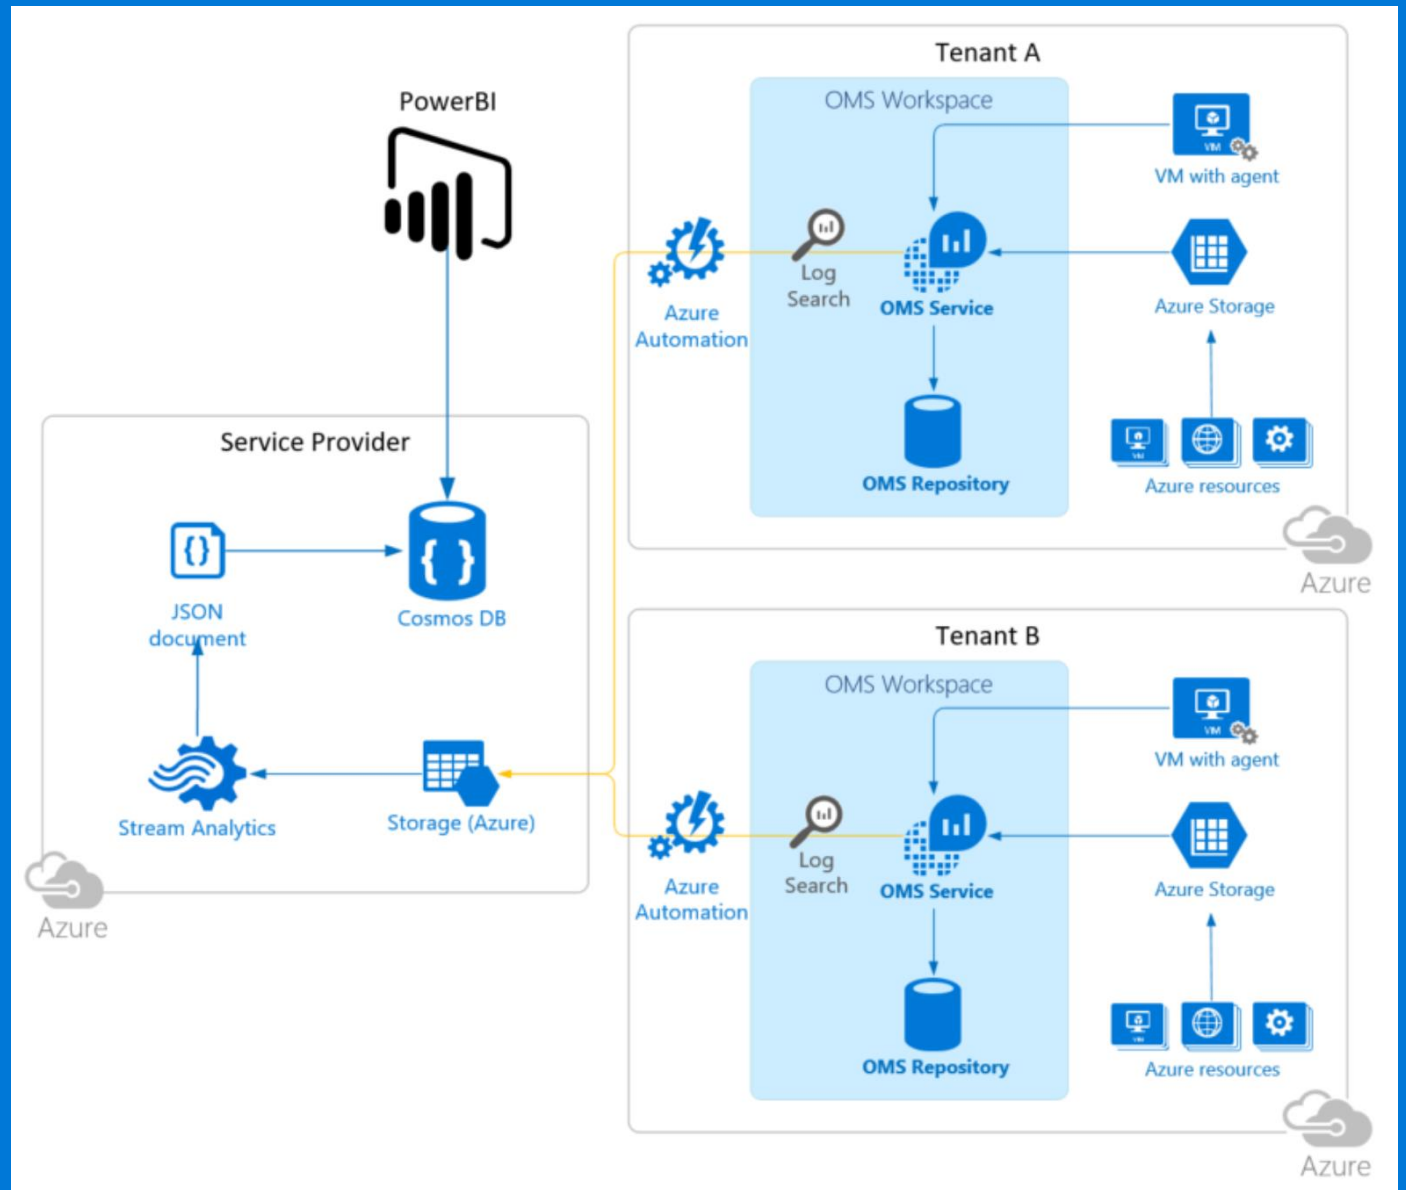 PowerBI
Service Provider
JSON
document
Cosmos DB
Stream Analytics
Storage (Azure)
Azure
Tenant A
OMS Workspace
VM
VM with agent
Azure
Automation
Log
Search
OMS Service
Azure Storage
OMS Repository
VM
Azure resources
Azure
Tenant B
OMS Workspace
VM
VM with agent
Azure
Automation
Log
Search
OMS Service
Azure Storage
OMS Repository
VM
Azure resources
Azure